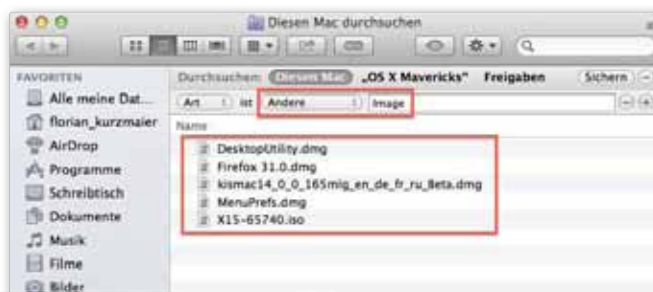 Diesen Mac durchsuchen
FAVORITEN
Durchsuchen: Diesen Mac „OS X Mavericks" Freigaben Sichern
Alle meine Dat...
Art ist Andere Image
florian_kurzmaier
Name
AirDrop
DesktopUtility.dmg
Programme
Firefox 31.0.dmg
kismac14_0_0_165mig_en_de_fr_ru_Beta.dmg
Schreibtisch
MenuPrefs.dmg
Dokumente
X15-65740.iso
Musik
Filme
Bilder